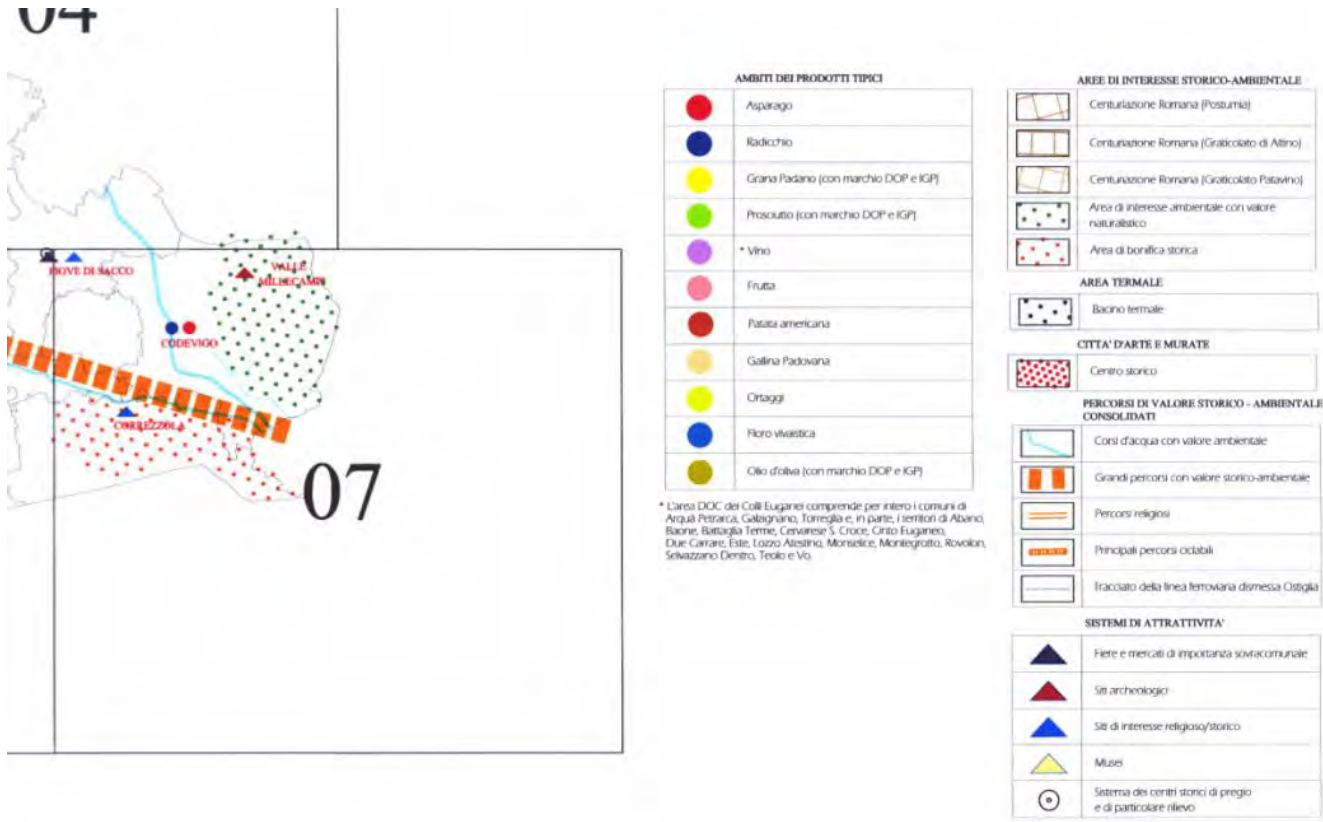 04
PIOVE DI SACCO
VALLE
MILLECAMPI
CODEVIGO
CORREZZOLA
07
AMBITI DEI PRODOTTI TIPICI
Asparago
Radicchio
Grana Padano (con marchio DOP e IGP)
Prosciutto (con marchio DOP e IGP)
* Vino
Frutta
Patata americana
Gallina Padovana
Ortaggi
Floro vivaistica
Olio d'oliva (con marchio DOP e IGP)
* L'area DOC dei Colli Euganei comprende per intero i comuni di
Arquà Petrarca, Galzignano, Torreglia e, in parte, i territori di Abano,
Baone, Battaglia Terme, Cervarese S. Croce, Cinto Euganeo,
Due Carrare, Este, Lozzo Atestino, Monselice, Montegrotto, Rovolon,
Selvazzano Dentro, Teolo e Vo.
AREE DI INTERESSE STORICO-AMBIENTALE
Centuriazione Romana (Postumia)
Centuriazione Romana (Graticolato di Altino)
Centuriazione Romana (Graticolato Patavino)
Area di interesse ambientale con valore
naturalistico
Area di bonifica storica
AREA TERMALE
Bacino termale
CITTA' D'ARTE E MURATE
Centro storico
PERCORSI DI VALORE STORICO - AMBIENTALE
CONSOLIDATI
Corsi d'acqua con valore ambientale
Grandi percorsi con valore storico-ambientale
Percorsi religiosi
Principali percorsi ciclabili
Tracciato della linea ferroviaria dismessa Ostiglia
SISTEMI DI ATTRATTIVITA'
Fiere e mercati di importanza sovracomunale
Siti archeologici
Siti di interesse religioso/storico
Musei
Sistema dei centri storici di pregio
e di particolare rilievo